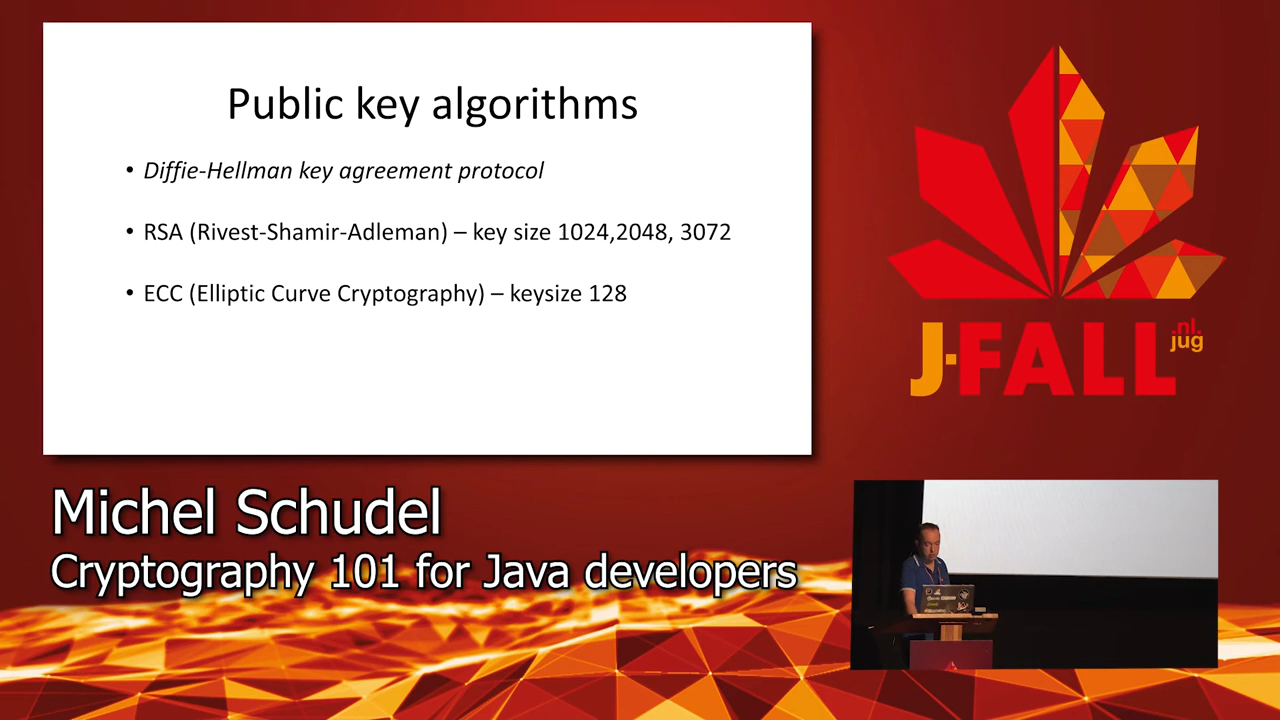 Public key algorithms
• Diffie-Hellman key agreement protocol
• RSA (Rivest-Shamir-Adleman) – key size 1024,2048, 3072
• ECC (Elliptic Curve Cryptography) – keysize 128
J-FALL
.nl.
jug
Michel Schudel
Cryptography 101 for Java developers